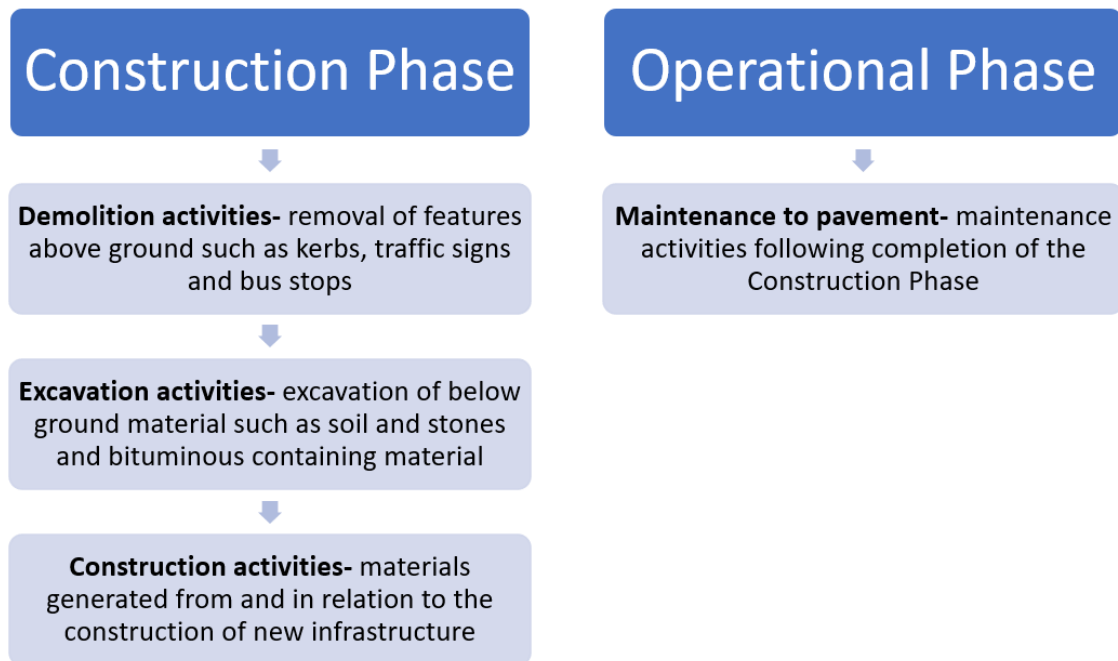 Construction Phase
Demolition activities- removal of features
above ground such as kerbs, traffic signs
and bus stops
Excavation activities- excavation of below
ground material such as soil and stones
and bituminous containing material
Construction activities- materials
generated from and in relation to the
construction of new infrastructure
Operational Phase
Maintenance to pavement- maintenance
activities following completion of the
Construction Phase